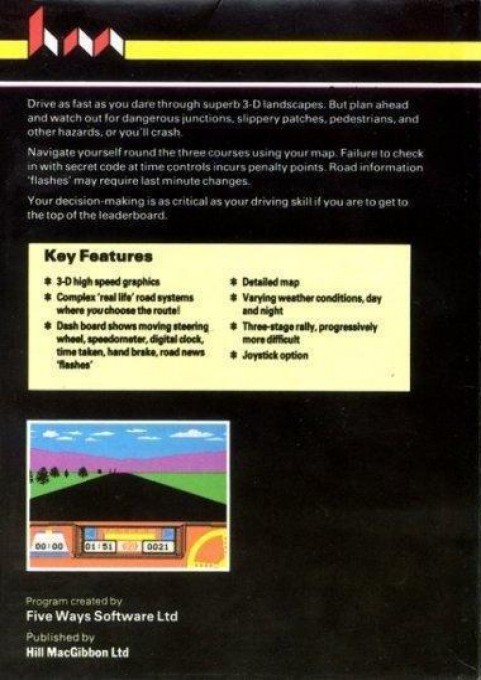 hm
Drive as fast as you dare through superb 3-D landscapes. But plan ahead
and watch out for dangerous junctions, slippery patches, pedestrians, and
other hazards, or you'll crash.
Navigate yourself round the three courses using your map. Failure to check
in with secret code at time controls incurs penalty points. Road information
'flashes' may require last minute changes.
Your decision-making is as critical as your driving skill if you are to get to
the top of the leaderboard.
Key Features
✱ 3-D high speed graphics
✱ Complex 'real life' road systems
where you choose the route!
✱ Dash board shows moving steering
wheel, speedometer, digital clock,
time taken, hand brake, road news
'flashes'
✱ Detailed map
✱ Varying weather conditions, day
and night
✱ Three-stage rally, progressively
more difficult
✱ Joystick option
00:00 01:51 0021
Program created by
Five Ways Software Ltd
Published by
Hill MacGibbon Ltd